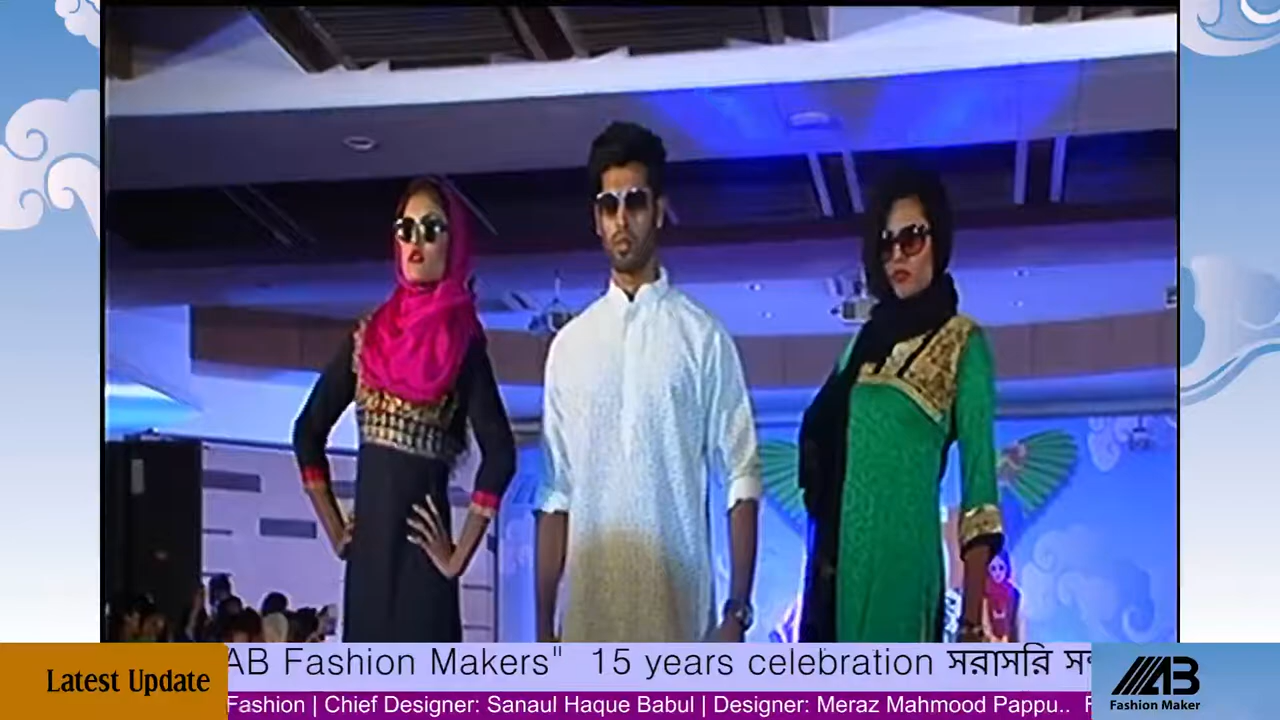 Latest Update
AB Fashion Makers" 15 years celebration সরাসরি
Fashion | Chief Designer: Sanaul Haque Babul | Designer: Meraz Mahmood Pappu..
AB
Fashion Maker